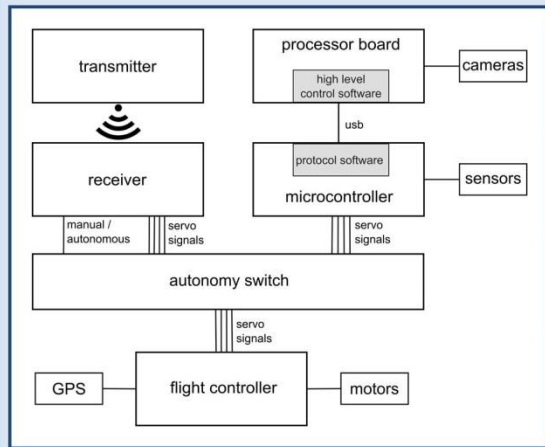 transmitter
processor board
high level
control software
cameras
usb
receiver
protocol software
microcontroller
sensors
manual /
autonomous
servo
signals
servo
signals
autonomy switch
servo
signals
GPS
flight controller
motors